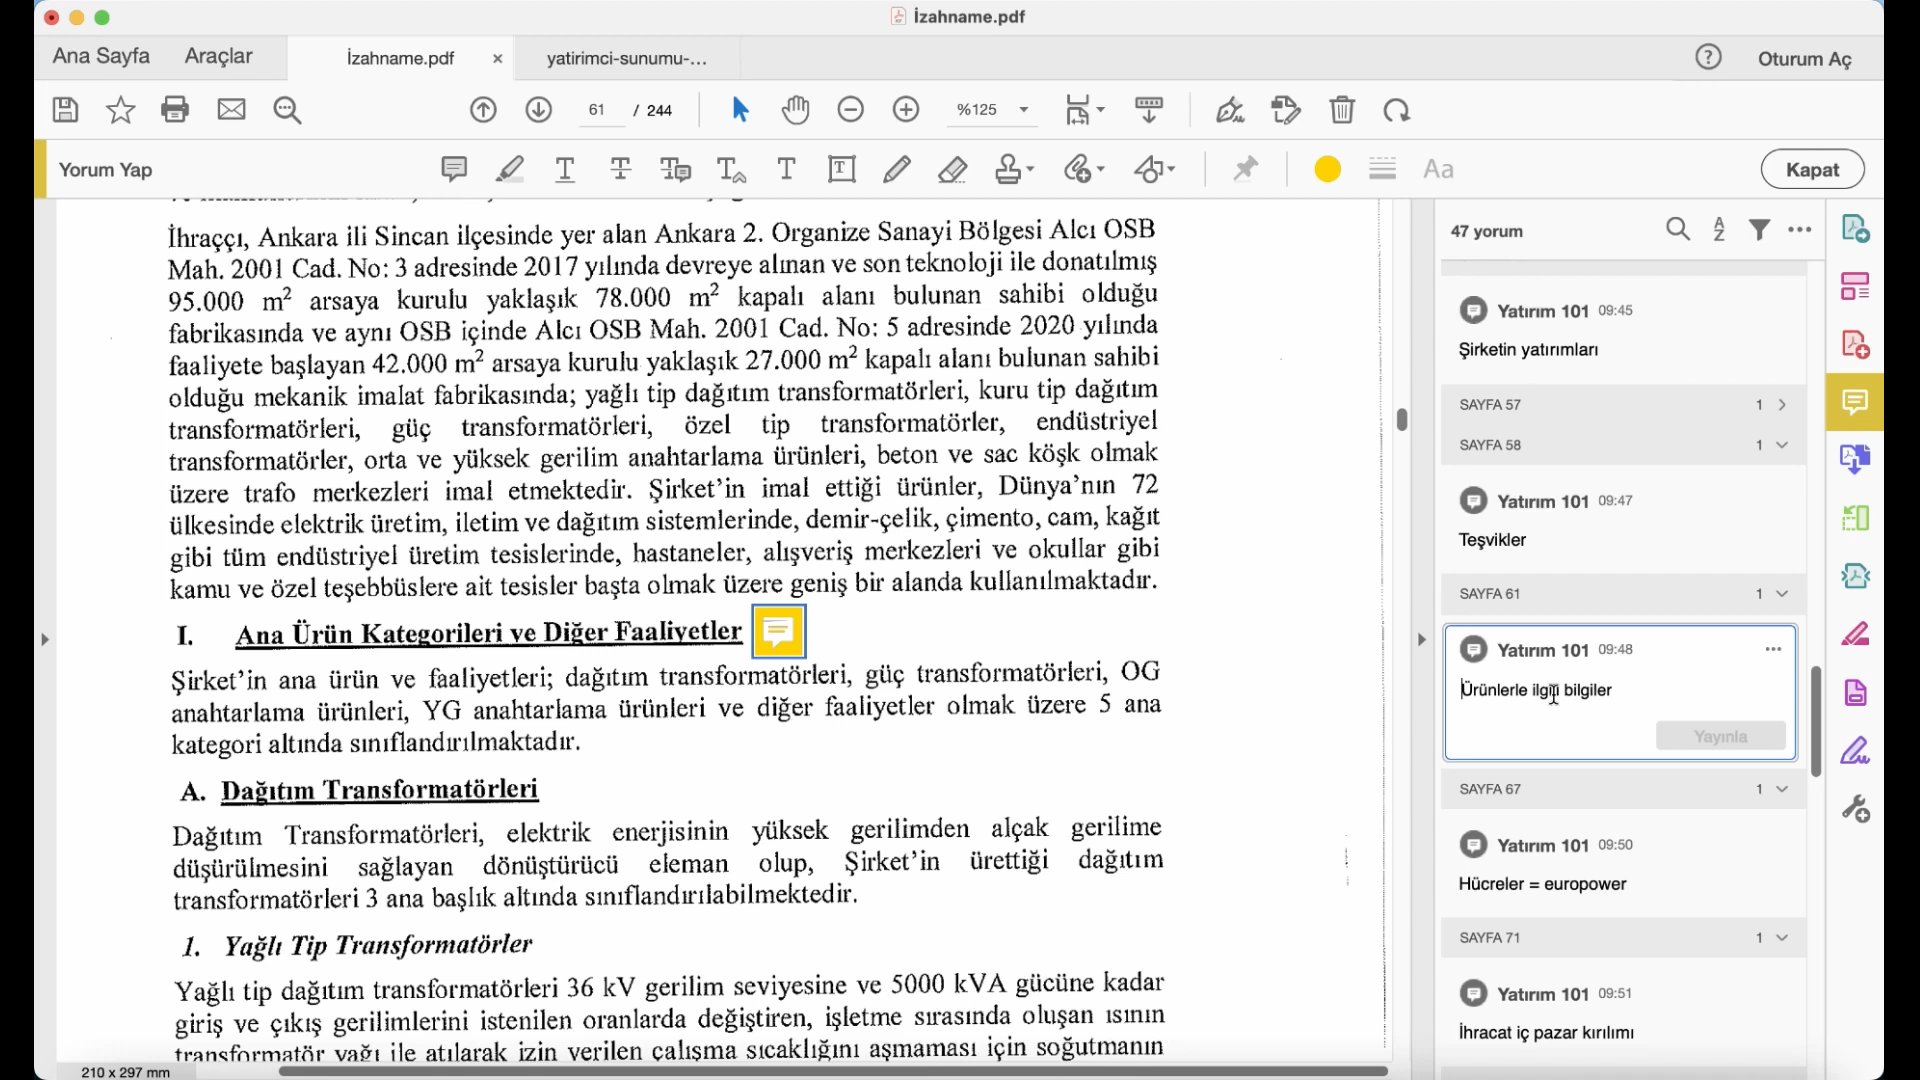 İzahname.pdf
Ana Sayfa Araçlar İzahname.pdf × yatirimci-sunumu-... ? Oturum Aç
61 / 244 %125
Yorum Yap Aa Kapat
İhraççı, Ankara ili Sincan ilçesinde yer alan Ankara 2. Organize Sanayi Bölgesi Alcı OSB
Mah. 2001 Cad. No: 3 adresinde 2017 yılında devreye alınan ve son teknoloji ile donatılmış
95.000 m² arsaya kurulu yaklaşık 78.000 m² kapalı alanı bulunan sahibi olduğu
fabrikasında ve aynı OSB içinde Alcı OSB Mah. 2001 Cad. No: 5 adresinde 2020 yılında
faaliyete başlayan 42.000 m² arsaya kurulu yaklaşık 27.000 m² kapalı alanı bulunan sahibi
olduğu mekanik imalat fabrikasında; yağlı tip dağıtım transformatörleri, kuru tip dağıtım
transformatörleri, güç transformatörleri, özel tip transformatörler, endüstriyel
transformatörler, orta ve yüksek gerilim anahtarlama ürünleri, beton ve sac köşk olmak
üzere trafo merkezleri imal etmektedir. Şirket'in imal ettiği ürünler, Dünya'nın 72
ülkesinde elektrik üretim, iletim ve dağıtım sistemlerinde, demir-çelik, çimento, cam, kağıt
gibi tüm endüstriyel üretim tesislerinde, hastaneler, alışveriş merkezleri ve okullar gibi
kamu ve özel teşebbüslere ait tesisler başta olmak üzere geniş bir alanda kullanılmaktadır.
I. Ana Ürün Kategorileri ve Diğer Faaliyetler
Şirket'in ana ürün ve faaliyetleri; dağıtım transformatörleri, güç transformatörleri, OG
anahtarlama ürünleri, YG anahtarlama ürünleri ve diğer faaliyetler olmak üzere 5 ana
kategori altında sınıflandırılmaktadır.
A. Dağıtım Transformatörleri
Dağıtım Transformatörleri, elektrik enerjisinin yüksek gerilimden alçak gerilime
düşürülmesini sağlayan dönüştürücü eleman olup, Şirket'in ürettiği dağıtım
transformatörleri 3 ana başlık altında sınıflandırılabilmektedir.
1. Yağlı Tip Transformatörler
Yağlı tip dağıtım transformatörleri 36 kV gerilim seviyesine ve 5000 kVA gücüne kadar
giriş ve çıkış gerilimlerini istenilen oranlarda değiştiren, işletme sırasında oluşan ısının
transformatör yağı ile atılarak izin verilen çalışma sıcaklığını aşmaması için soğutmanın
210 x 297 mm
47 yorum
Yatırım 101 09:45
Şirketin yatırımları
SAYFA 57 1
SAYFA 58 1
Yatırım 101 09:47
Teşvikler
SAYFA 61 1
Yatırım 101 09:48
Ürünlerle ilgili bilgiler
Yayınla
SAYFA 67 1
Yatırım 101 09:50
Hücreler = europower
SAYFA 71 1
Yatırım 101 09:51
İhracat iç pazar kırılımı